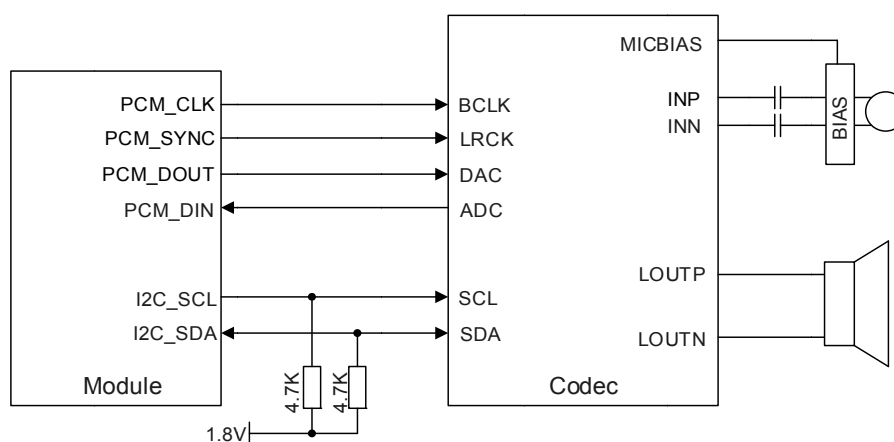 MICBIAS
PCM_CLK
BCLK
INP
PCM_SYNC
LRCK
INN
BIAS
PCM_DOUT
DAC
PCM_DIN
ADC
LOUTP
I2C_SCL
SCL
I2C_SDA
SDA
LOUTN
Module
4.7K
4.7K
Codec
1.8V